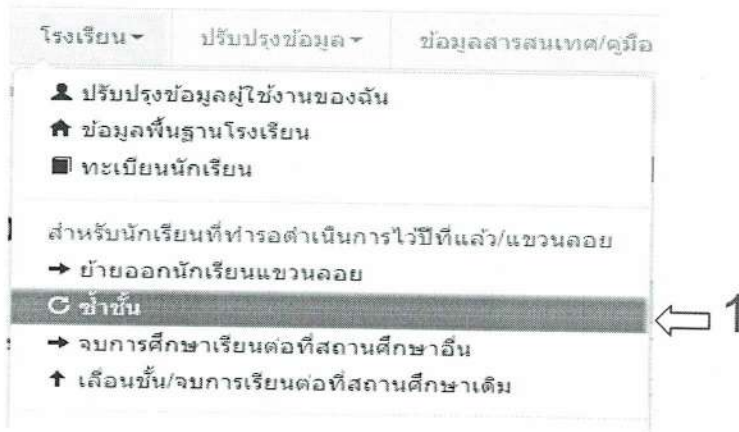 โรงเรียน ปรับปรุงข้อมูล ข้อมูลสารสนเทศ/คู่มือ
ปรับปรุงข้อมูลผู้ใช้งานของฉัน
ข้อมูลพื้นฐานโรงเรียน
ทะเบียนนักเรียน
สำหรับนักเรียนที่ทำรอดำเนินการไว้ปีที่แล้ว/แขวนลอย
ย้ายออกนักเรียนแขวนลอย
ซ้ำชั้น
1
จบการศึกษาเรียนต่อที่สถานศึกษาอื่น
เลื่อนชั้น/จบการเรียนต่อที่สถานศึกษาเดิม